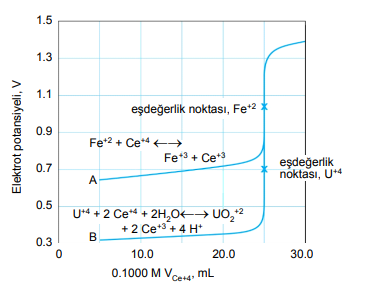 1.5
1.3
1.1
0.9
0.7
0.5
0.3
Elektrot potansiyeli, V
eşdeğerlik noktası, Fe⁺²
Fe⁺² + Ce⁺⁴ ⟷
Fe⁺³ + Ce⁺³
A
eşdeğerlik
noktası, U⁺⁴
U⁺⁴ + 2 Ce⁺⁴ + 2H₂O⟷ UO₂⁺²
+ 2 Ce⁺³ + 4 H⁺
B
0 10.0 20.0 30.0
0.1000 M V_Ce+4, mL